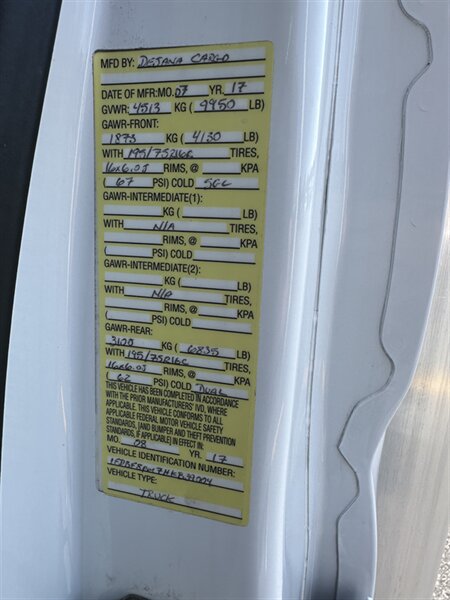 MFD BY: DEJANA CARGO
DATE OF MFR: MO. 07 YR. 17
GVWR: 4513 KG ( 9950 LB)
GAWR-FRONT:
1873 KG ( 4130 LB)
WITH 195/75R16C TIRES,
16x6.0J RIMS, @ KPA
( 67 PSI) COLD SGL
GAWR-INTERMEDIATE(1):
KG ( LB)
WITH N/A TIRES,
RIMS, @ KPA
( PSI) COLD
GAWR-INTERMEDIATE(2):
KG ( LB)
WITH N/A TIRES,
RIMS, @ KPA
( PSI) COLD
GAWR-REAR:
3100 KG ( 6835 LB)
WITH 195/75R16C TIRES,
16x6.0J RIMS, @ KPA
( 62 PSI) COLD DUAL
THIS VEHICLE HAS BEEN COMPLETED IN ACCORDANCE
WITH THE PRIOR MANUFACTURERS' IVD, WHERE
APPLICABLE. THIS VEHICLE CONFORMS TO ALL
APPLICABLE FEDERAL MOTOR VEHICLE SAFETY
STANDARDS, [AND BUMPER AND THEFT PREVENTION
STANDARDS, IF APPLICABLE] IN EFFECT IN:
MO. 08 YR. 17
VEHICLE IDENTIFICATION NUMBER:
VEHICLE TYPE:
TRUCK